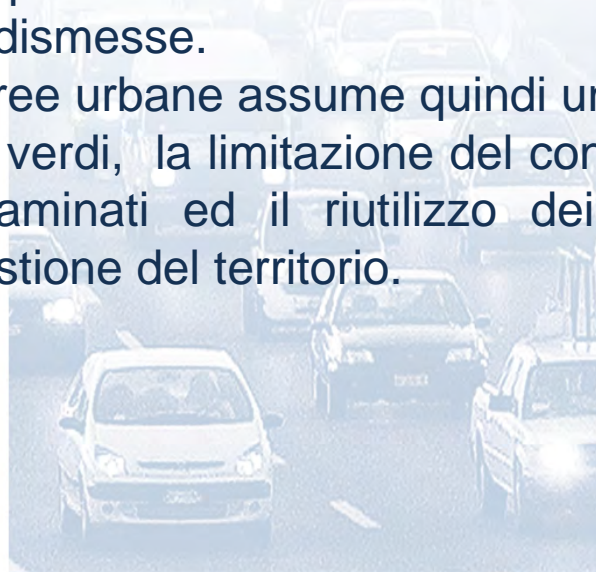 dismesse.
ree urbane assume quindi un
verdi, la limitazione del con
aminati ed il riutilizzo dei
stione del territorio.